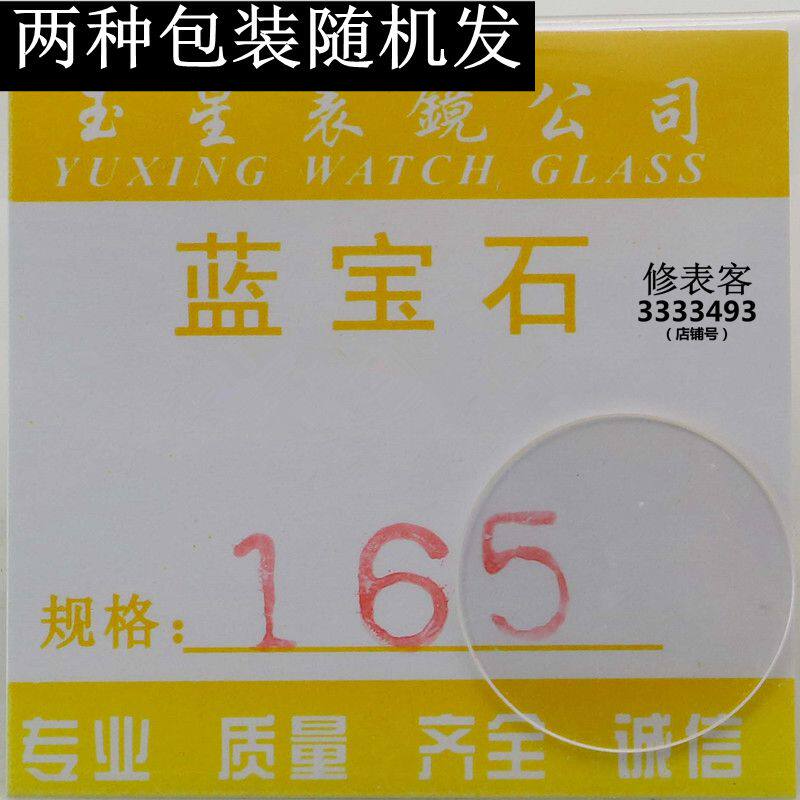 两种包装随机发
玉星表鏡公司
YUXING WATCH GLASS
蓝宝石
修表客
3333493
（店铺号）
规格：165
专业 质量 齐全 诚信